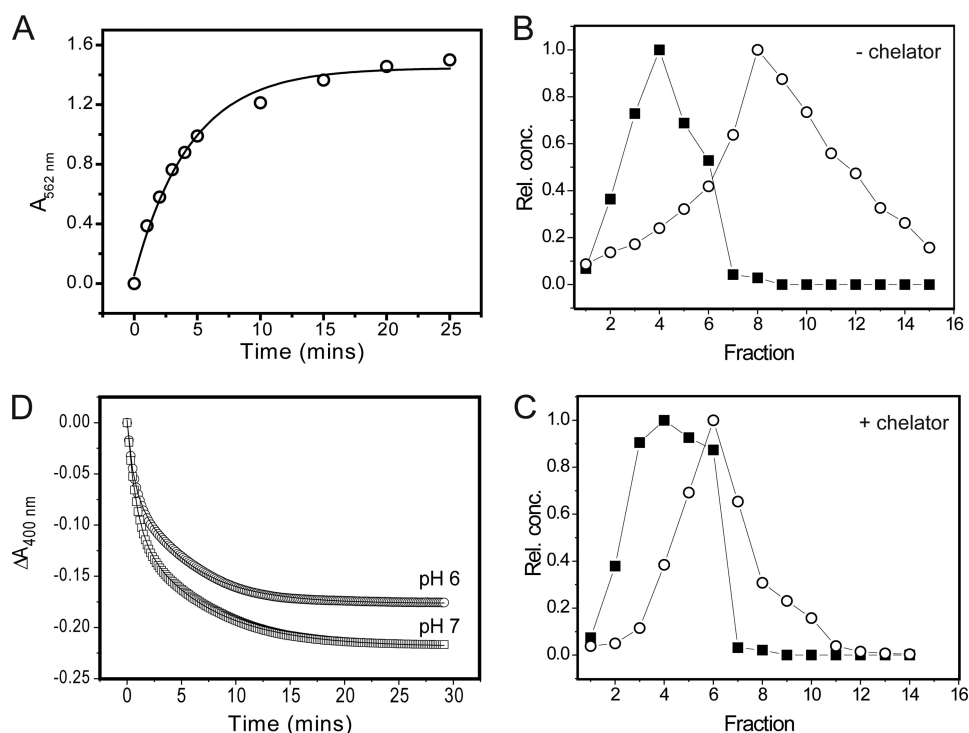 A
1.6
1.2
0.8
0.4
0.0
A562 nm
0 5 10 15 20 25
Time (mins)
B
- chelator
1.0
0.8
0.6
0.4
0.2
0.0
Rel. conc.
2 4 6 8 10 12 14 16
Fraction
D
0.00
-0.05
-0.10
-0.15
-0.20
-0.25
ΔA400 nm
pH 6
pH 7
0 5 10 15 20 25 30
Time (mins)
C
+ chelator
1.0
0.8
0.6
0.4
0.2
0.0
Rel. conc.
2 4 6 8 10 12 14 16
Fraction